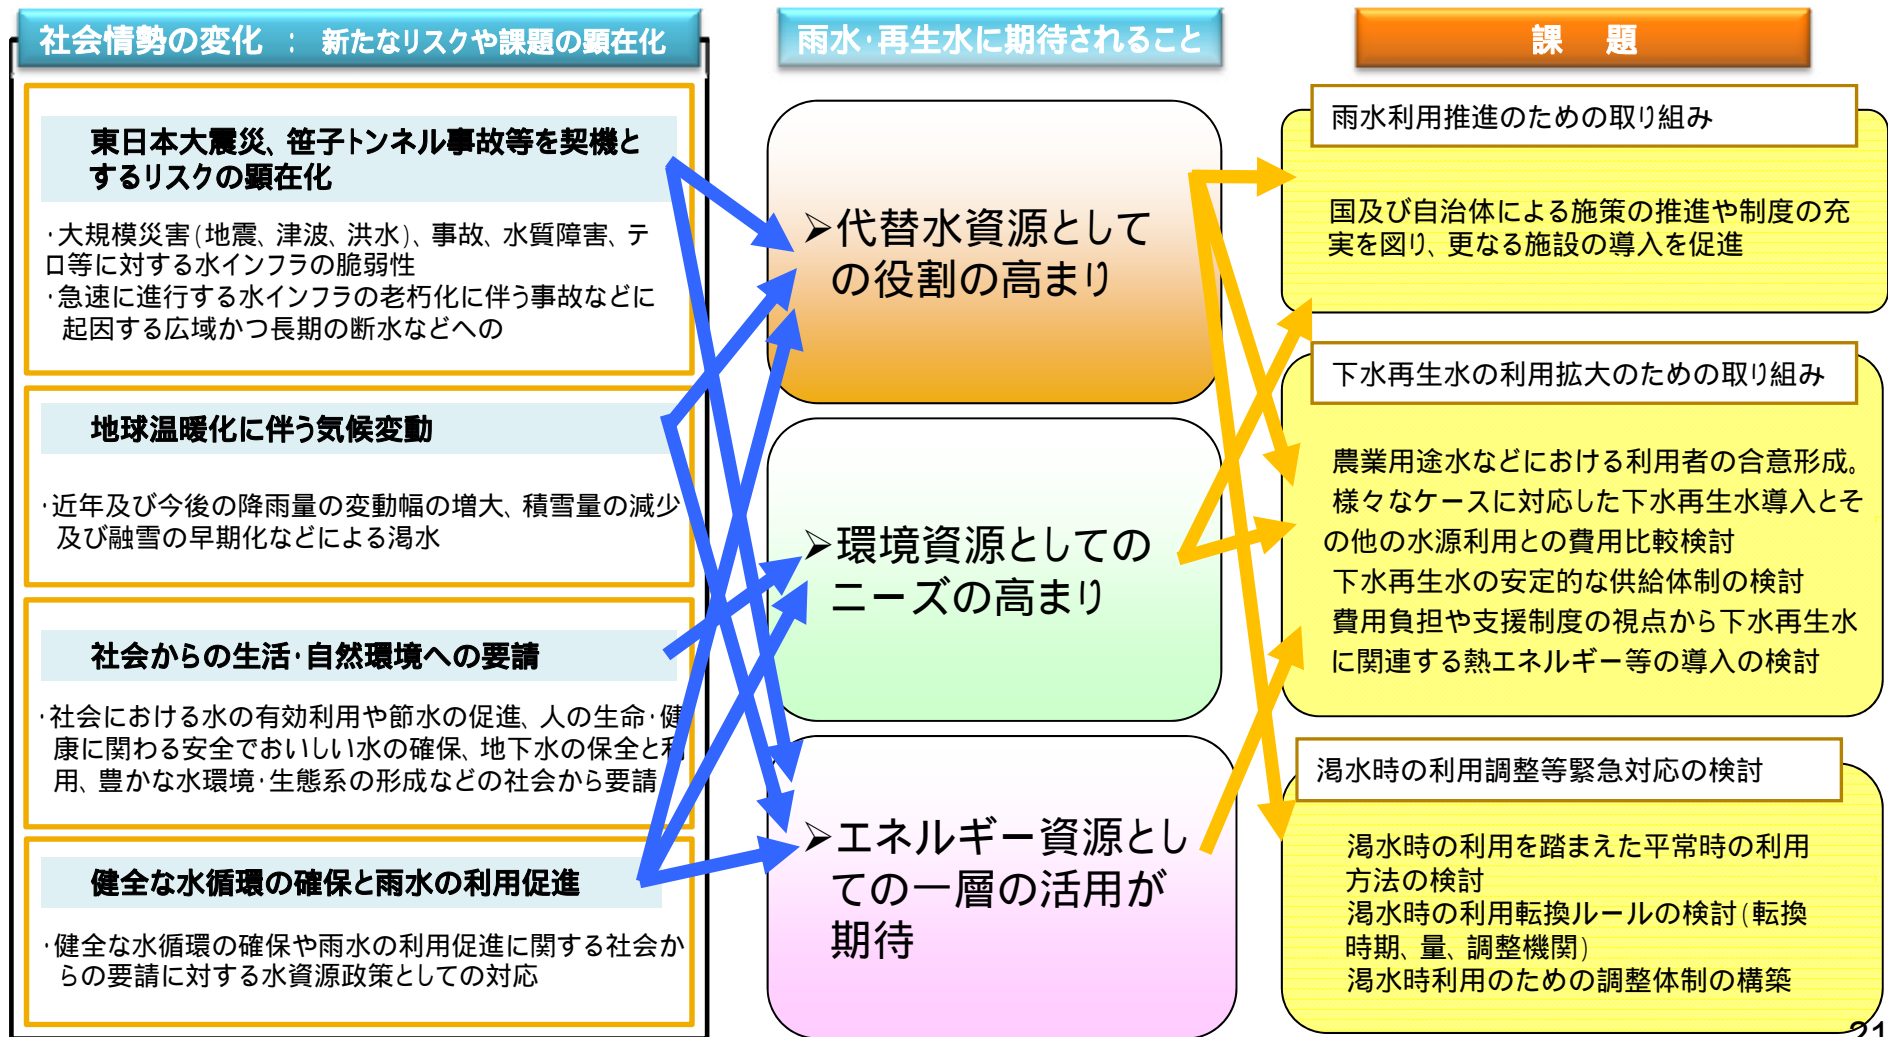 社会情勢の変化 : 新たなリスクや課題の顕在化
東日本大震災、笹子トンネル事故等を契機と
するリスクの顕在化
・大規模災害(地震、津波、洪水)、事故、水質障害、テ
ロ等に対する水インフラの脆弱性
・急速に進行する水インフラの老朽化に伴う事故などに
起因する広域かつ長期の断水などへの
地球温暖化に伴う気候変動
・近年及び今後の降雨量の変動幅の増大、積雪量の減少
及び融雪の早期化などによる渇水
社会からの生活・自然環境への要請
・社会における水の有効利用や節水の促進、人の生命・健
康に関わる安全でおいしい水の確保、地下水の保全と利
用、豊かな水環境・生態系の形成などの社会から要請
健全な水循環の確保と雨水の利用促進
・健全な水循環の確保や雨水の利用促進に関する社会か
らの要請に対する水資源政策としての対応
雨水・再生水に期待されること
➢代替水資源として
の役割の高まり
➢環境資源としての
ニーズの高まり
➢エネルギー資源とし
ての一層の活用が
期待
課 題
雨水利用推進のための取り組み
国及び自治体による施策の推進や制度の充
実を図り、更なる施設の導入を促進
下水再生水の利用拡大のための取り組み
農業用途水などにおける利用者の合意形成。
様々なケースに対応した下水再生水導入とそ
の他の水源利用との費用比較検討
下水再生水の安定的な供給体制の検討
費用負担や支援制度の視点から下水再生水
に関連する熱エネルギー等の導入の検討
渇水時の利用調整等緊急対応の検討
渇水時の利用を踏まえた平常時の利用
方法の検討
渇水時の利用転換ルールの検討(転換
時期、量、調整機関)
渇水時利用のための調整体制の構築
21